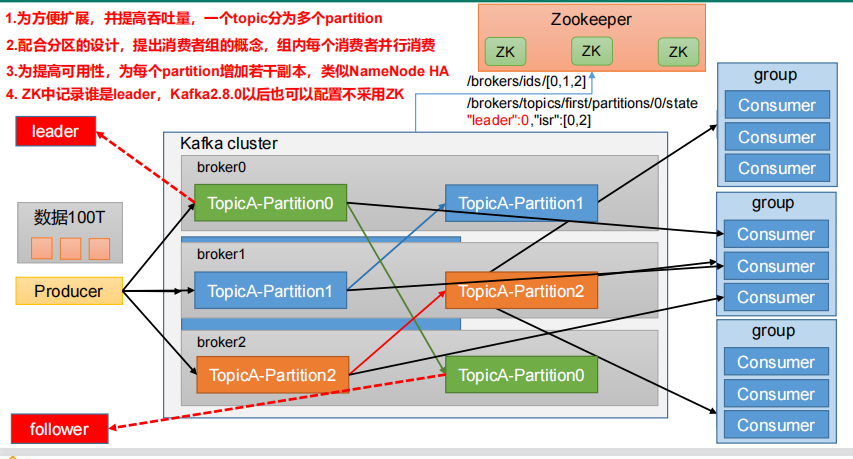 1.为方便扩展，并提高吞吐量，一个topic分为多个partition
2.配合分区的设计，提出消费者组的概念，组内每个消费者并行消费
3.为提高可用性，为每个partition增加若干副本，类似NameNode HA
4. ZK中记录谁是leader，Kafka2.8.0以后也可以配置不采用ZK
Zookeeper
ZK
ZK
ZK
/brokers/ids/[0,1,2]
/brokers/topics/first/partitions/0/state
"leader":0,"isr":[0,2]
leader
数据100T
Producer
follower
Kafka cluster
broker0
TopicA-Partition0
TopicA-Partition1
broker1
TopicA-Partition1
TopicA-Partition2
broker2
TopicA-Partition2
TopicA-Partition0
group
Consumer
Consumer
Consumer
group
Consumer
Consumer
Consumer
group
Consumer
Consumer
Consumer